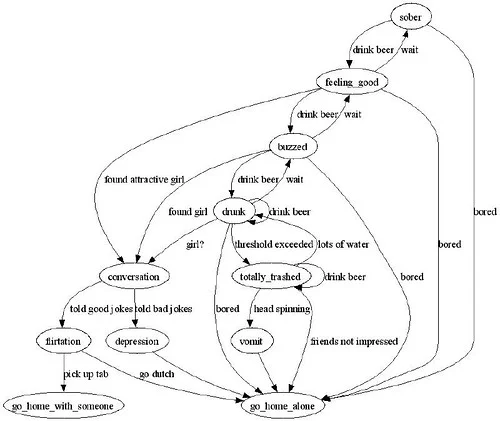 sober
drink beer
wait
feeling_good
drink beer
wait
buzzed
found attractive girl
drink beer
wait
found girl
drunk
drink beer
bored
girl?
threshold exceeded
lots of water
bored
conversation
totally_trashed
drink beer
bored
told good jokes
told bad jokes
bored
head spinning
flirtation
depression
vomit
friends not impressed
pick up tab
go dutch
go_home_with_someone
go_home_alone